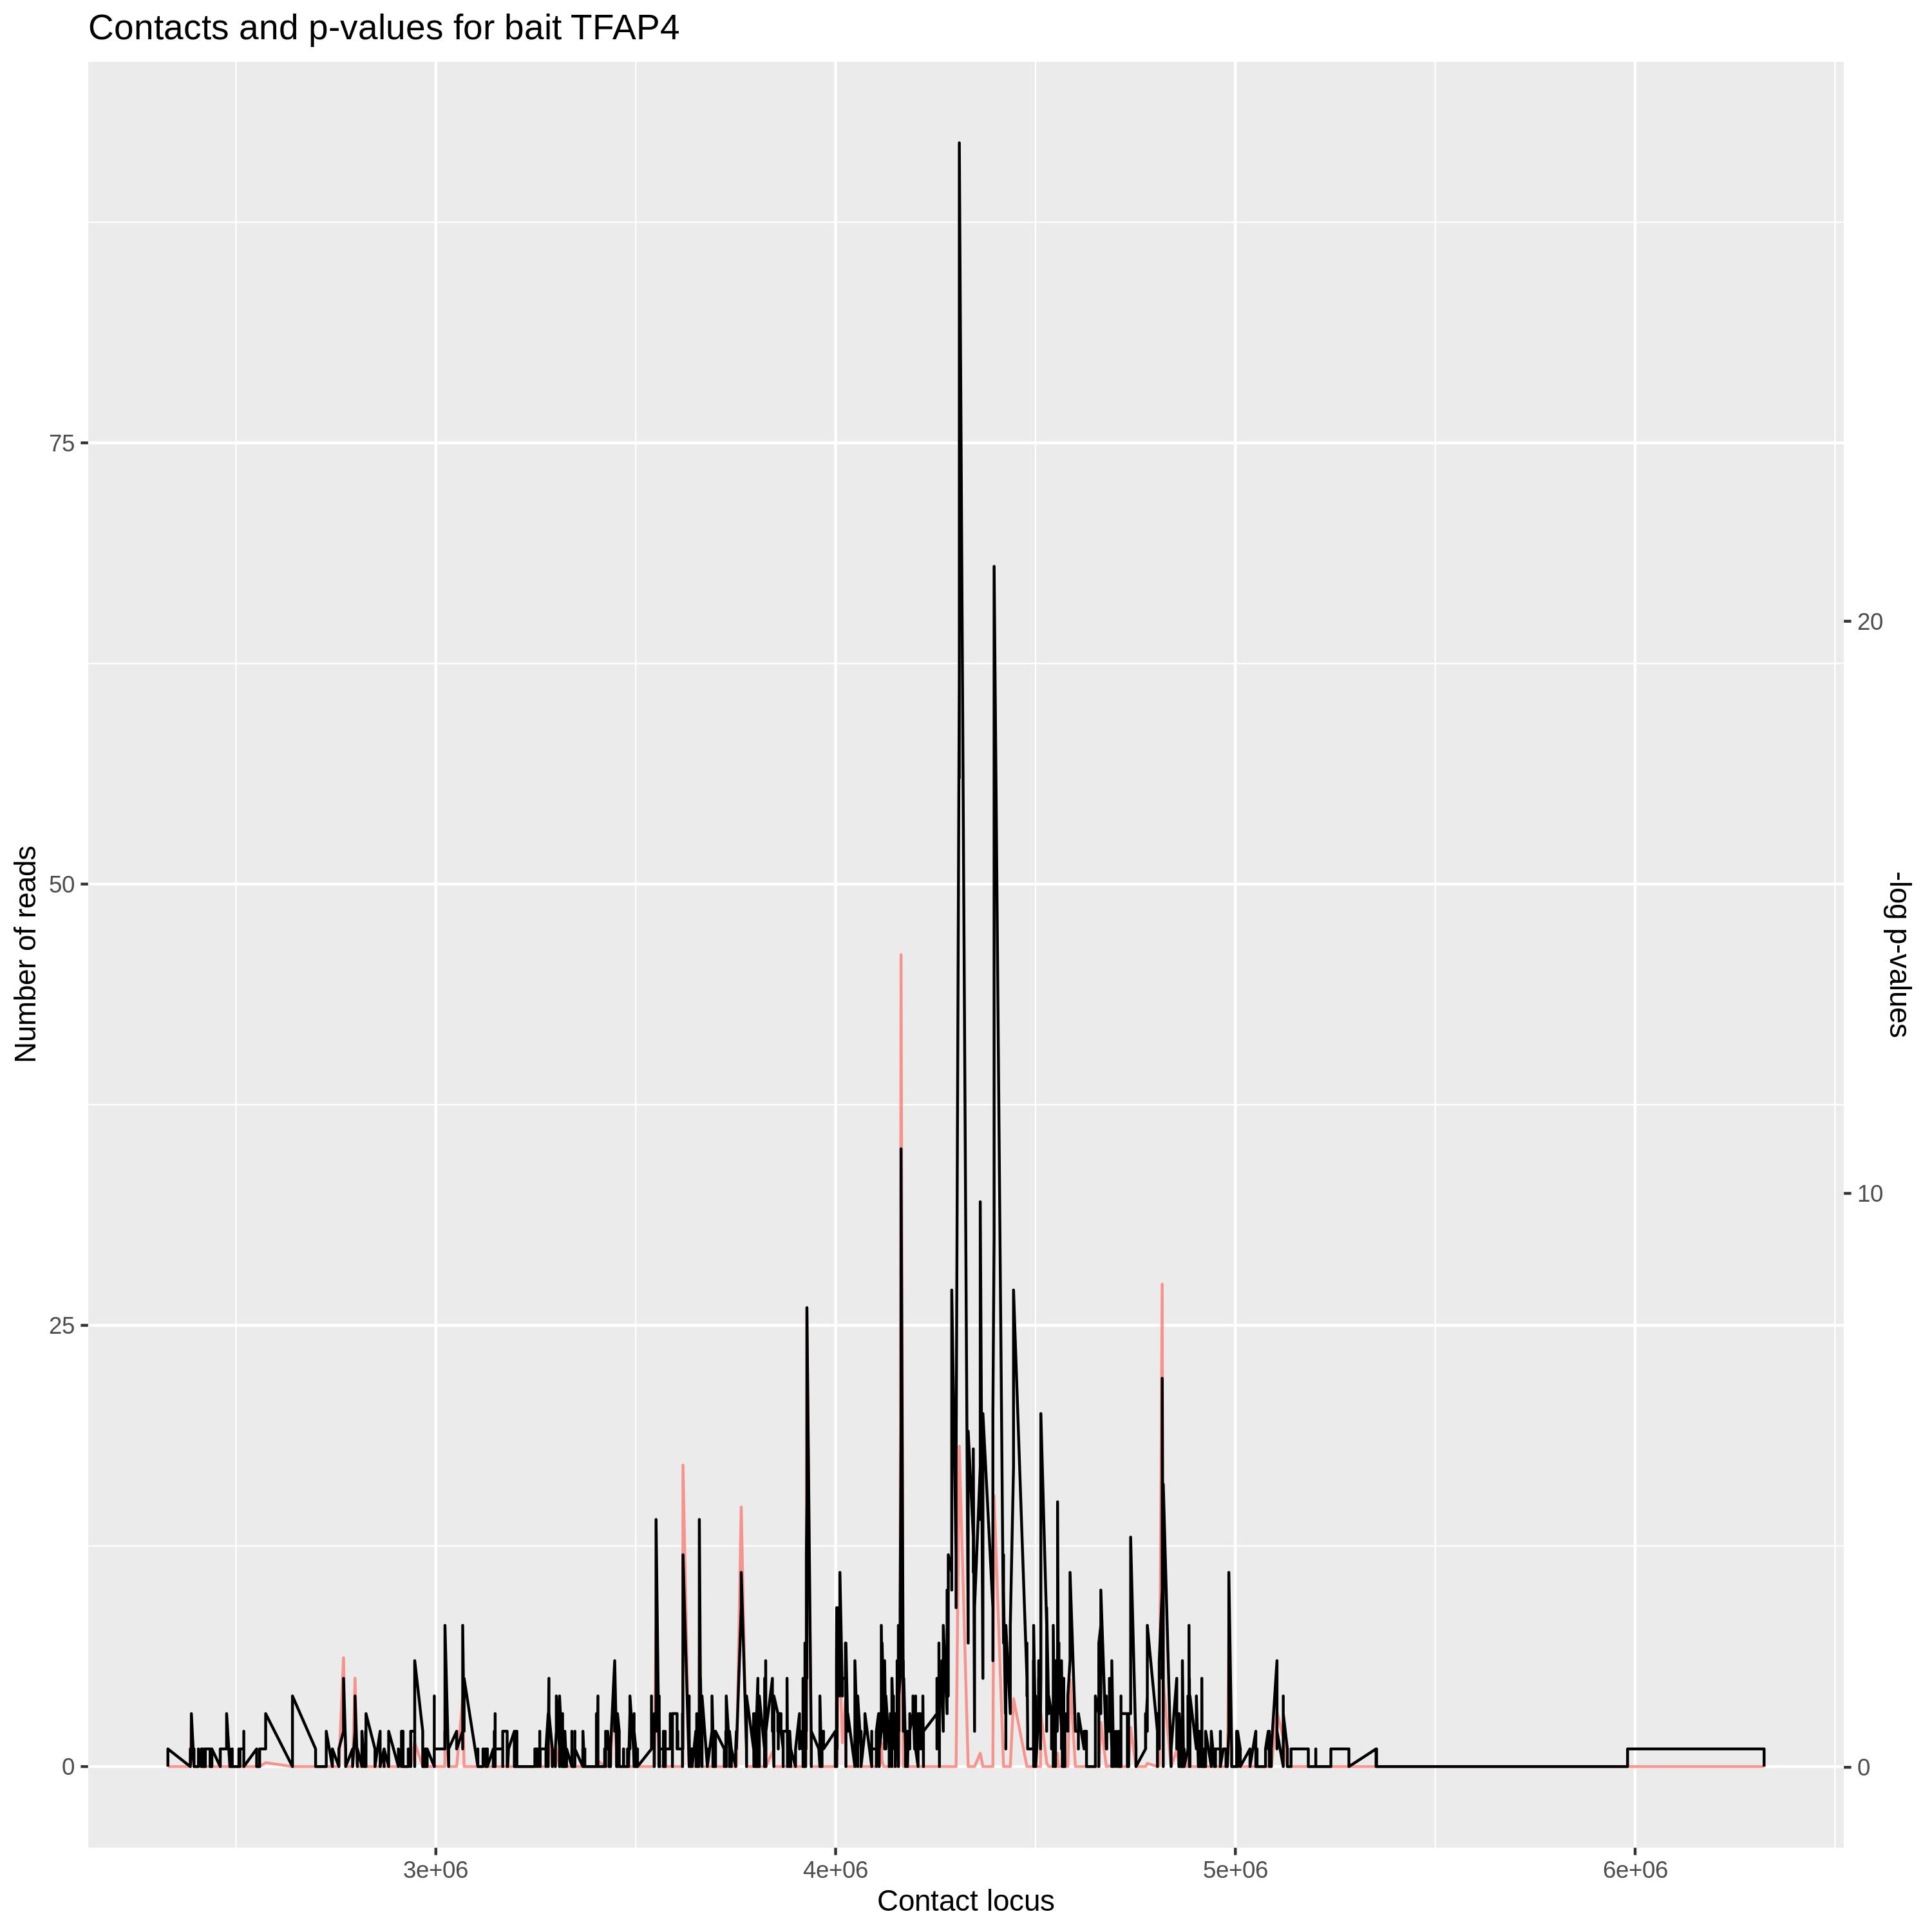 Contacts and p-values for bait TFAP4
75
50
25
0
Number of reads
20
10
0
-log p-values
3e+06
4e+06
5e+06
6e+06
Contact locus